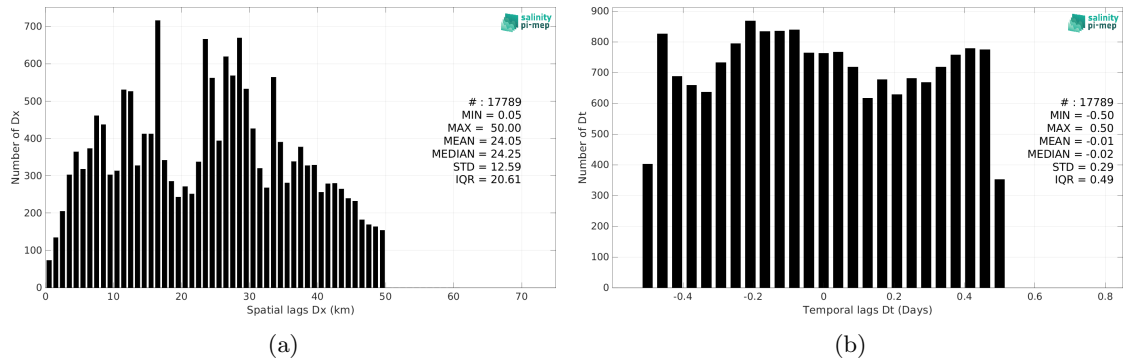 700
600
500
400
300
200
100
0
Number of Dx
0 10 20 30 40 50 60 70
Spatial lags Dx (km)
salinity
pi-mep
# : 17789
MIN = 0.05
MAX = 50.00
MEAN = 24.05
MEDIAN = 24.25
STD = 12.59
IQR = 20.61
(a)
900
800
700
600
500
400
300
200
100
0
Number of Dt
-0.4 -0.2 0 0.2 0.4 0.6 0.8
Temporal lags Dt (Days)
salinity
pi-mep
# : 17789
MIN = -0.50
MAX = 0.50
MEAN = -0.01
MEDIAN = -0.02
STD = 0.29
IQR = 0.49
(b)